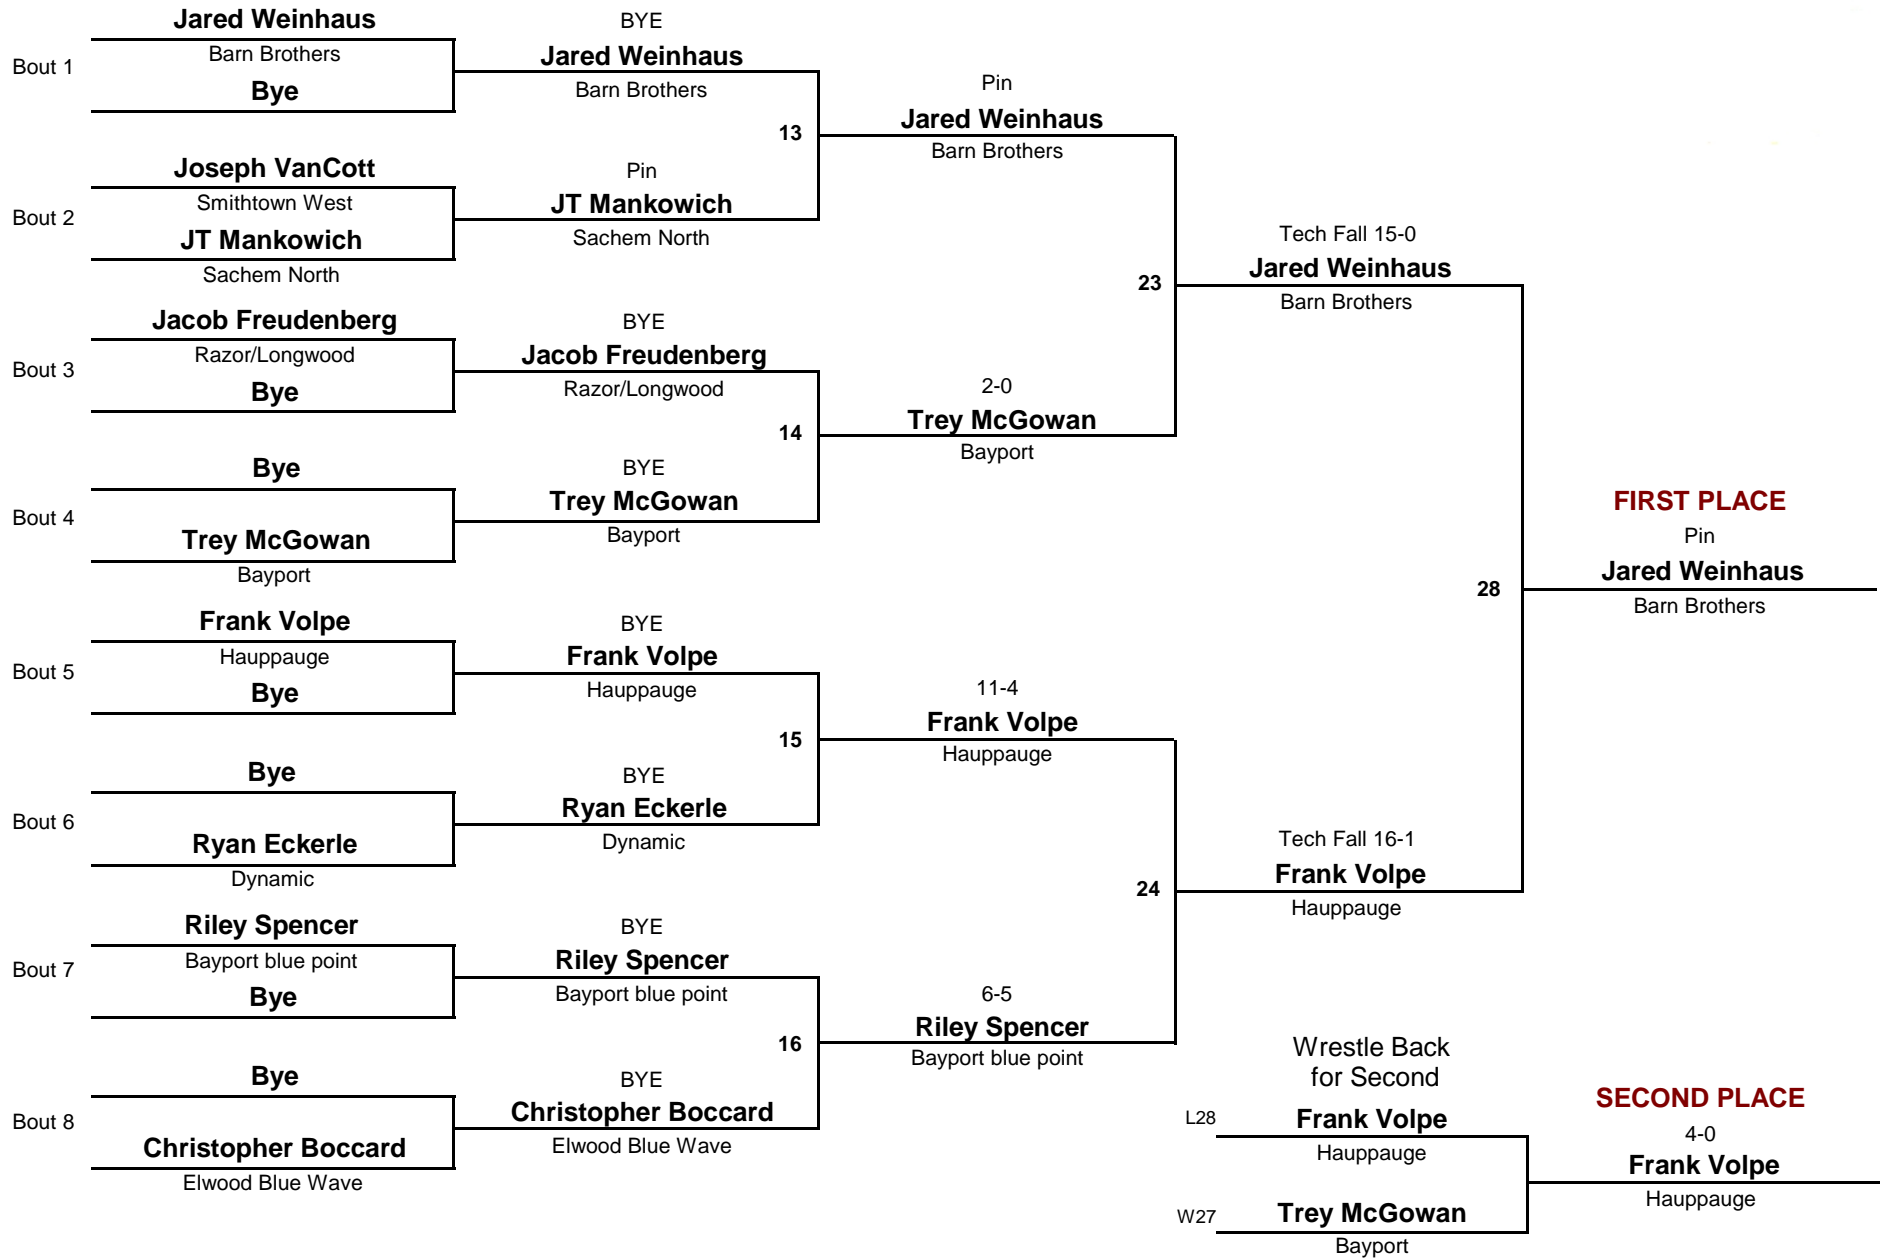 Jared Weinhaus
Bout 1
Barn Brothers
Bye
Joseph VanCott
Bout 2
Smithtown West
JT Mankowich
Sachem North
Jacob Freudenberg
Bout 3
Razor/Longwood
Bye
Bye
Bout 4
Trey McGowan
Bayport
Frank Volpe
Bout 5
Hauppauge
Bye
Bye
Bout 6
Ryan Eckerle
Dynamic
Riley Spencer
Bout 7
Bayport blue point
Bye
Bye
Bout 8
Christopher Boccard
Elwood Blue Wave
BYE
Jared Weinhaus
Barn Brothers
13
Pin
JT Mankowich
Sachem North
BYE
Jacob Freudenberg
Razor/Longwood
14
BYE
Trey McGowan
Bayport
BYE
Frank Volpe
Hauppauge
15
BYE
Ryan Eckerle
Dynamic
BYE
Riley Spencer
Bayport blue point
16
BYE
Christopher Boccard
Elwood Blue Wave
Pin
Jared Weinhaus
Barn Brothers
23
2-0
Trey McGowan
Bayport
11-4
Frank Volpe
Hauppauge
24
6-5
Riley Spencer
Bayport blue point
Tech Fall 15-0
Jared Weinhaus
Barn Brothers
28
Tech Fall 16-1
Frank Volpe
Hauppauge
FIRST PLACE
Pin
Jared Weinhaus
Barn Brothers
Wrestle Back
for Second
L28
Frank Volpe
Hauppauge
W27
Trey McGowan
Bayport
SECOND PLACE
4-0
Frank Volpe
Hauppauge